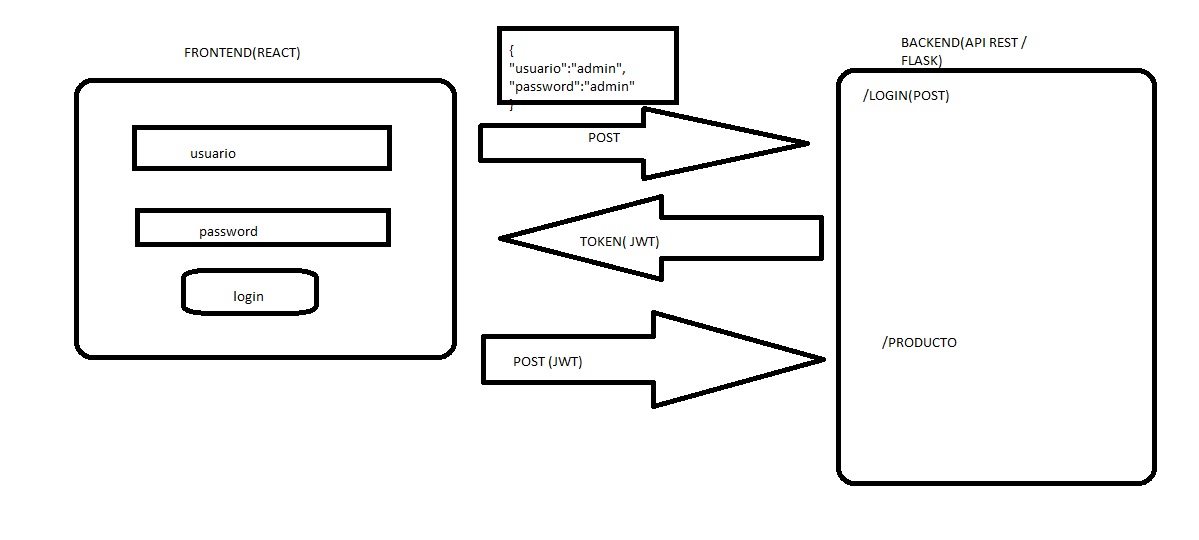 FRONTEND(REACT)
{
"usuario":"admin",
"password":"admin"
}
BACKEND(API REST /
FLASK)
/LOGIN(POST)
POST
usuario
password
TOKEN( JWT)
login
/PRODUCTO
POST (JWT)